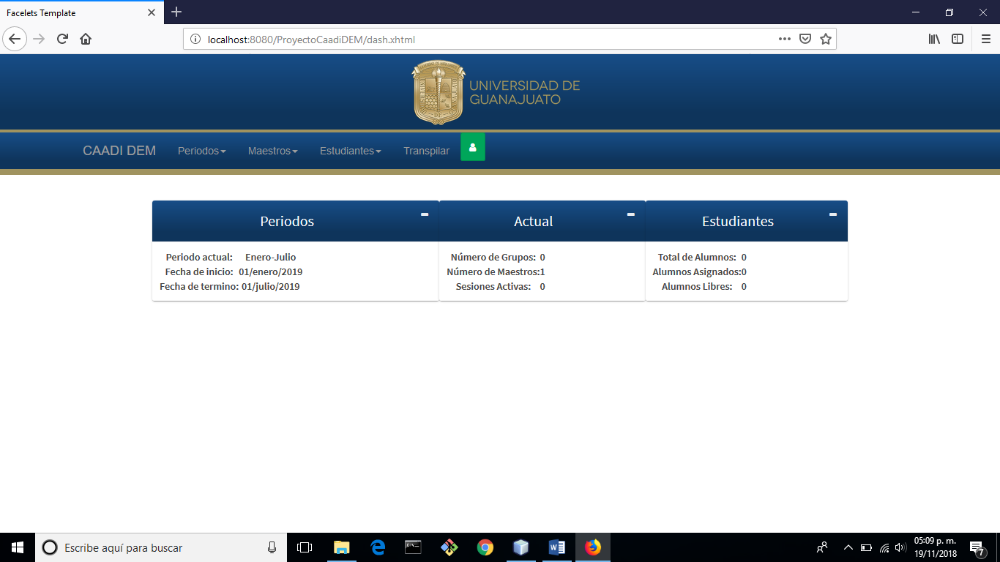 Facelets Template
localhost:8080/ProyectoCaadiDEM/dash.xhtml
UNIVERSIDAD DE
GUANAJUATO
CAADI DEM Periodos Maestros Estudiantes Transpilar
Periodos
Periodo actual: Enero-Julio
Fecha de inicio: 01/enero/2019
Fecha de termino: 01/julio/2019
Actual
Número de Grupos: 0
Número de Maestros:1
Sesiones Activas: 0
Estudiantes
Total de Alumnos: 0
Alumnos Asignados:0
Alumnos Libres: 0
Escribe aquí para buscar
05:09 p. m.
19/11/2018
7